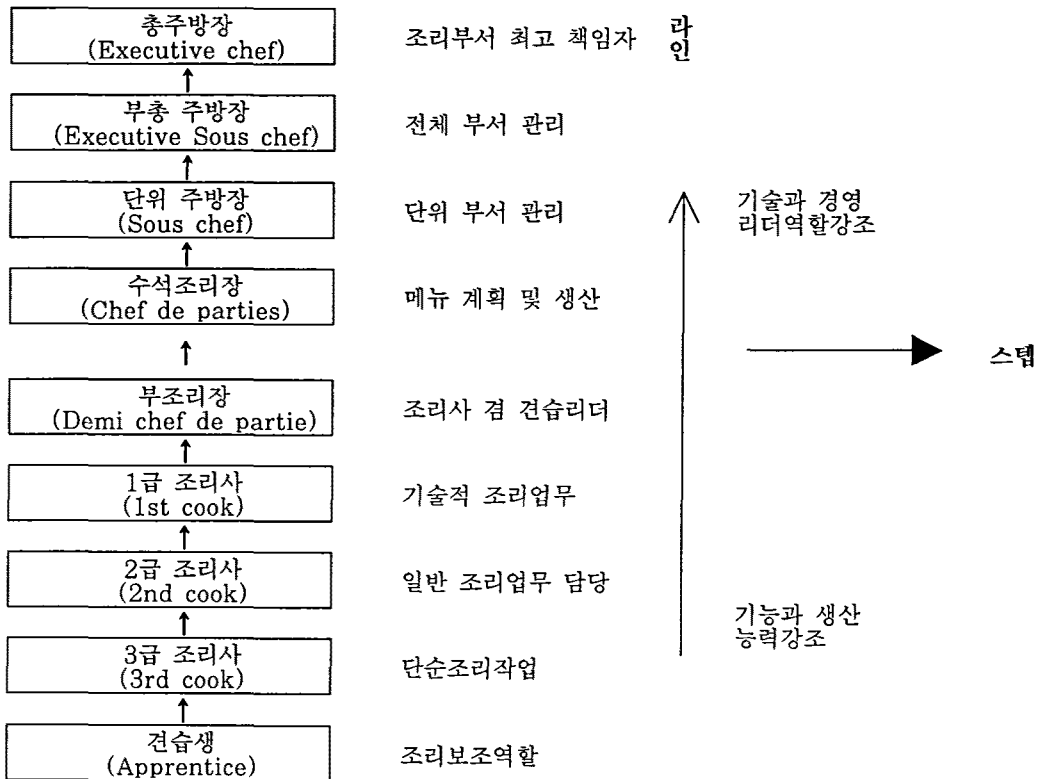 총주방장
(Executive chef)
조리부서 최고 책임자
라인
부총 주방장
(Executive Sous chef)
전체 부서 관리
단위 주방장
(Sous chef)
단위 부서 관리
기술과 경영
리더역할강조
수석조리장
(Chef de parties)
메뉴 계획 및 생산
스텝
부조리장
(Demi chef de partie)
조리사 겸 견습리더
1급 조리사
(1st cook)
기술적 조리업무
2급 조리사
(2nd cook)
일반 조리업무 담당
기능과 생산
능력강조
3급 조리사
(3rd cook)
단순조리작업
견습생
(Apprentice)
조리보조역할